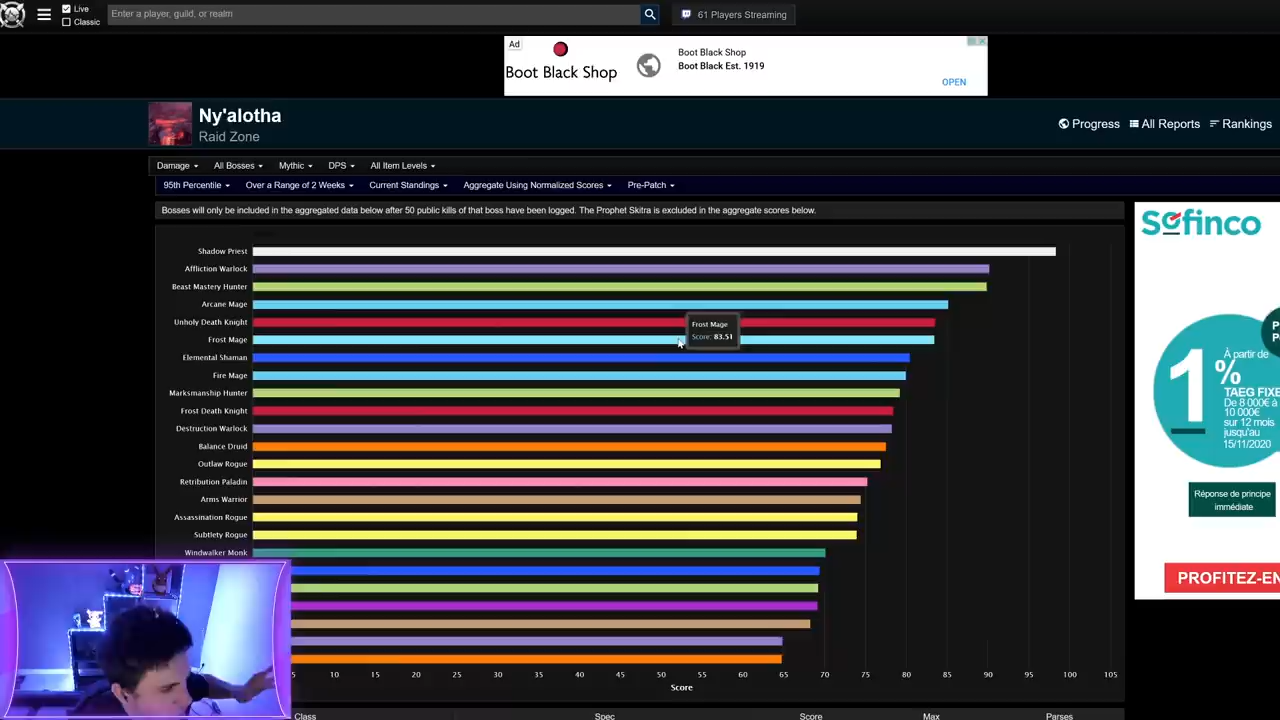 Live
Classic
Enter a player, guild, or realm
61 Players Streaming
Ad
Boot Black Shop
Boot Black Shop
Boot Black Est. 1919
OPEN
Ny'alotha
Raid Zone
Progress
All Reports
Rankings
Damage
All Bosses
Mythic
DPS
All Item Levels
95th Percentile
Over a Range of 2 Weeks
Current Standings
Aggregate Using Normalized Scores
Pre-Patch
Bosses will only be included in the aggregated data below after 50 public kills of that boss have been logged. The Prophet Skitra is excluded in the aggregate scores below.
Shadow Priest
Affliction Warlock
Beast Mastery Hunter
Arcane Mage
Unholy Death Knight
Frost Mage
Elemental Shaman
Fire Mage
Marksmanship Hunter
Frost Death Knight
Destruction Warlock
Balance Druid
Outlaw Rogue
Retribution Paladin
Arms Warrior
Assassination Rogue
Subtlety Rogue
Windwalker Monk
Frost Mage
Score: 83.51
5 10 15 20 25 30 35 40 45 50 55 60 65 70 75 80 85 90 95 100 105
Score
Class
Spec
Score
Max
Parses
Sofinco
1%
À partir de
TAEG FIXE
De 8 000€ à
10 000€
sur 12 mois
jusqu'au
15/11/2020
Réponse de principe
immédiate
PROFITEZ-EN